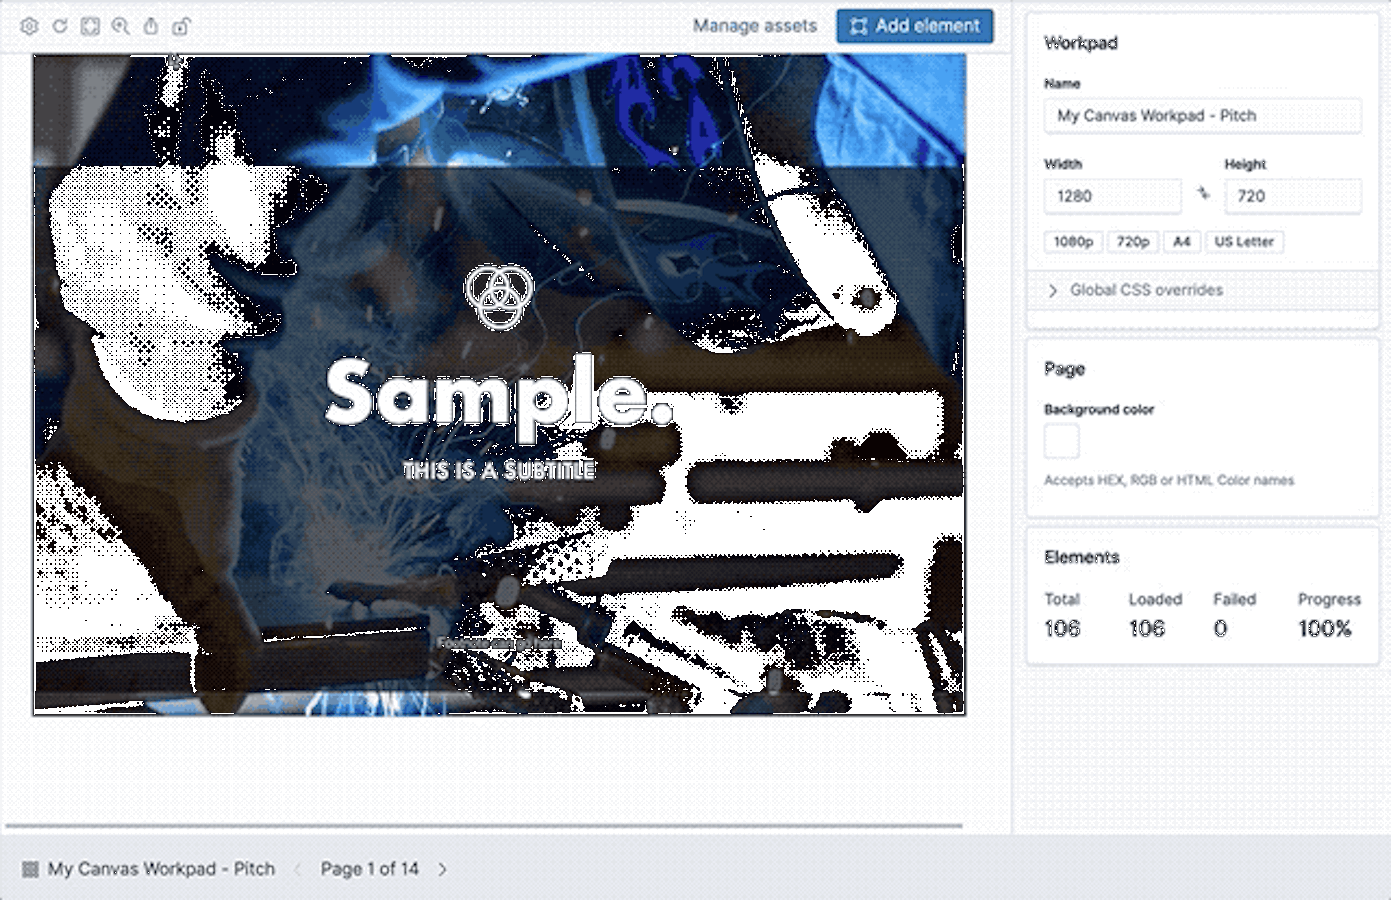 Manage assets
Add element
Sample.
THIS IS A SUBTITLE
My Canvas Workpad - Pitch
Page 1 of 14
Workpad
Name
My Canvas Workpad - Pitch
Width
Height
1280
720
1080p
720p
A4
US Letter
Global CSS overrides
Page
Background color
Accepts HEX, RGB or HTML Color names
Elements
Total
Loaded
Failed
Progress
106
106
0
100%